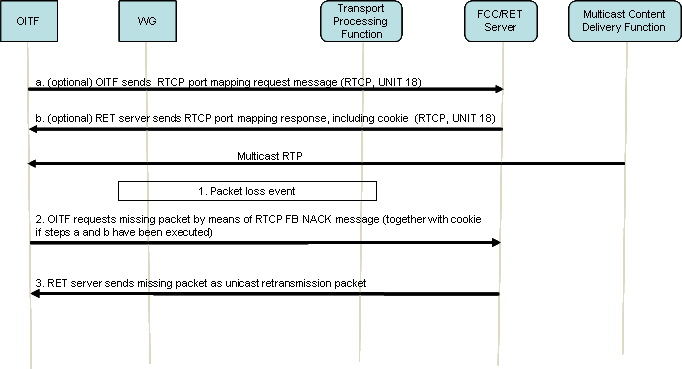 OITF
WG
Transport
Processing
Function
FCC/RET
Server
Multicast Content
Delivery Function
a. (optional) OITF sends RTCP port mapping request message (RTCP, UNIT 18)
b. (optional) RET server sends RTCP port mapping response, including cookie (RTCP, UNIT 18)
Multicast RTP
1. Packet loss event
2. OITF requests missing packet by means of RTCP FB NACK message (together with cookie
if steps a and b have been executed)
3. RET server sends missing packet as unicast retransmission packet